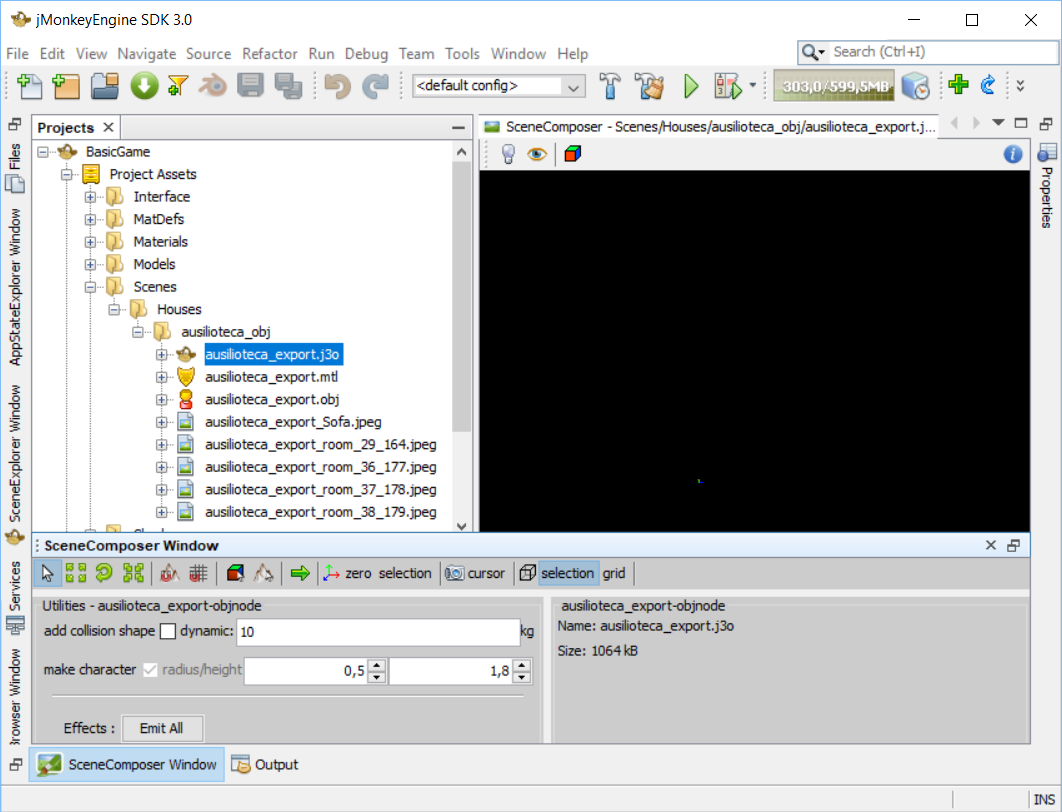 jMonkeyEngine SDK 3.0
File Edit View Navigate Source Refactor Run Debug Team Tools Window Help
Search (Ctrl+I)
<default config>
303,0/599,5MB
Projects
SceneComposer - Scenes/Houses/ausilioteca_obj/ausilioteca_export.j...
Files
AppStateExplorer Window
SceneExplorer Window
Services
Browser Window
Properties
BasicGame
Project Assets
Interface
MatDefs
Materials
Models
Scenes
Houses
ausilioteca_obj
ausilioteca_export.j3o
ausilioteca_export.mtl
ausilioteca_export.obj
ausilioteca_export_Sofa.jpeg
ausilioteca_export_room_29_164.jpeg
ausilioteca_export_room_36_177.jpeg
ausilioteca_export_room_37_178.jpeg
ausilioteca_export_room_38_179.jpeg
SceneComposer Window
zero selection cursor selection grid
Utilities - ausilioteca_export-objnode
add collision shape dynamic: 10 kg
make character radius/height 0,5 1,8
Effects : Emit All
ausilioteca_export-objnode
Name: ausilioteca_export.j3o
Size: 1064 kB
SceneComposer Window Output
INS